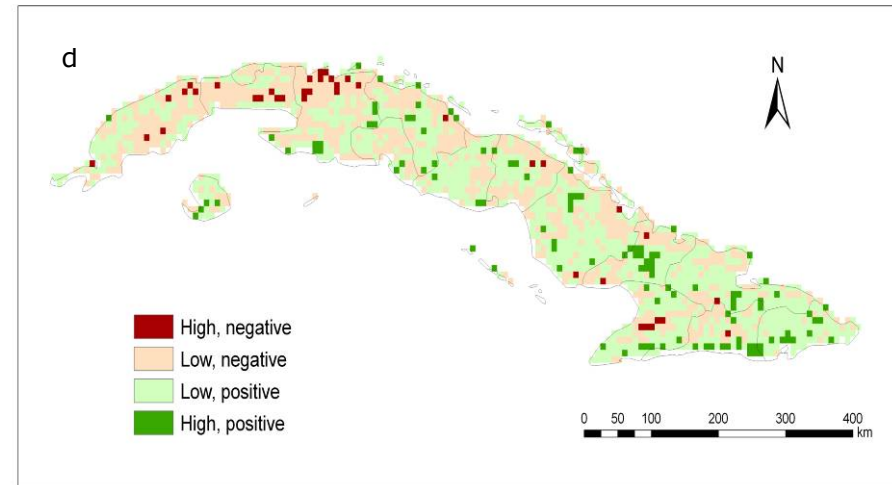 d
N
High, negative
Low, negative
Low, positive
High, positive
0 50 100 200 300 400
km